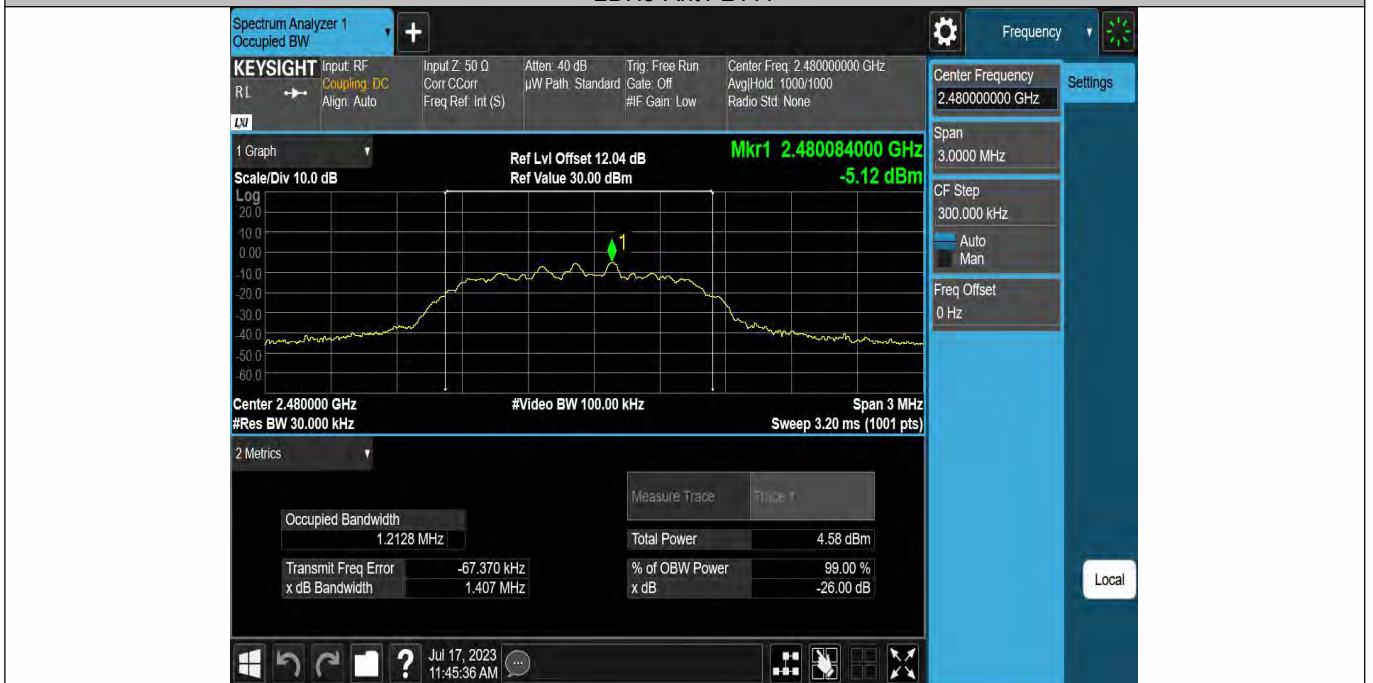 Spectrum Analyzer 1
Occupied BW
+
Frequency
KEYSIGHT
RL
LXI
Input: RF
Coupling: DC
Align: Auto
Input Z: 50 Ω
Corr CCorr
Freq Ref: Int (S)
Atten: 40 dB
µW Path: Standard
Trig: Free Run
Gate: Off
#IF Gain: Low
Center Freq: 2.480000000 GHz
Avg|Hold: 1000/1000
Radio Std: None
Center Frequency
2.480000000 GHz
Settings
Span
3.0000 MHz
CF Step
300.000 kHz
Auto
Man
Freq Offset
0 Hz
Local
1 Graph
Scale/Div 10.0 dB
Ref Lvl Offset 12.04 dB
Ref Value 30.00 dBm
Mkr1 2.480084000 GHz
-5.12 dBm
Log
20.0
10.0
0.00
-10.0
-20.0
-30.0
-40.0
-50.0
-60.0
1
Center 2.480000 GHz
#Video BW 100.00 kHz
Span 3 MHz
#Res BW 30.000 kHz
Sweep 3.20 ms (1001 pts)
2 Metrics
Measure Trace
Trace 1
Occupied Bandwidth
1.2128 MHz
Total Power
4.58 dBm
Transmit Freq Error
-67.370 kHz
% of OBW Power
99.00 %
x dB Bandwidth
1.407 MHz
x dB
-26.00 dB
?
Jul 17, 2023
11:45:36 AM